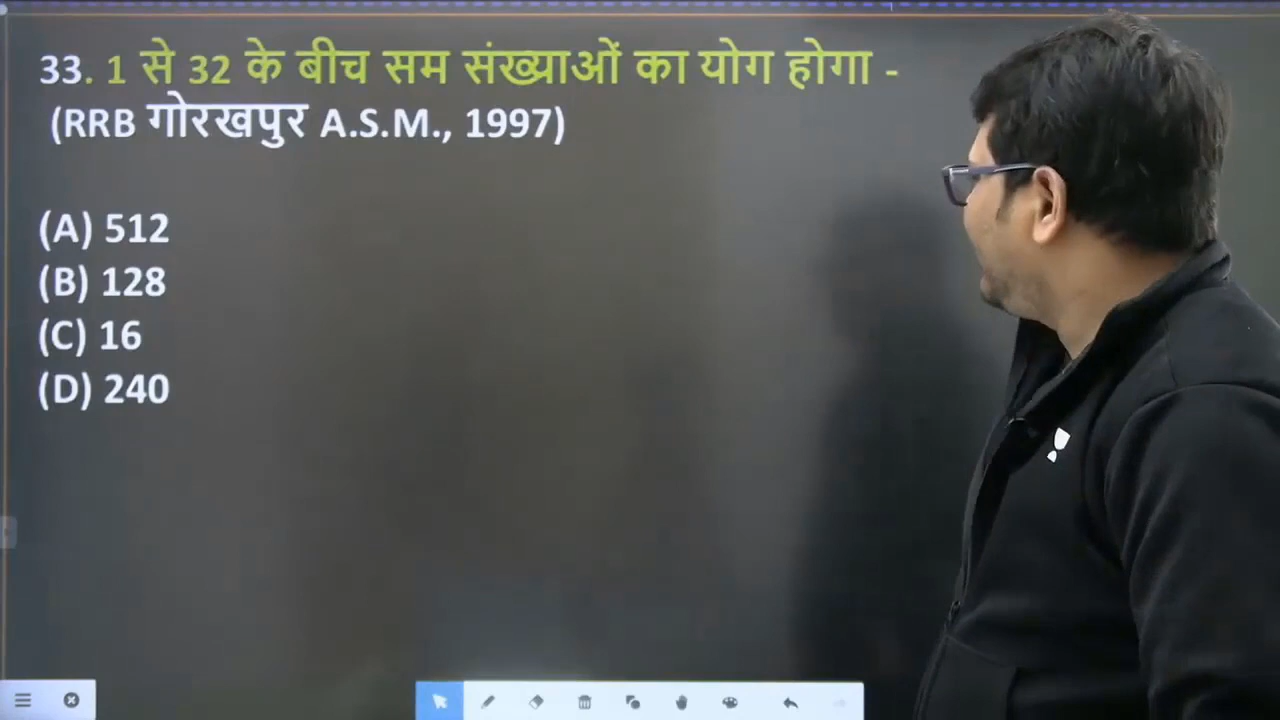 33. 1 से 32 के बीच सम संख्याओं का योग होगा -
(RRB गोरखपुर A.S.M., 1997)
(A) 512
(B) 128
(C) 16
(D) 240